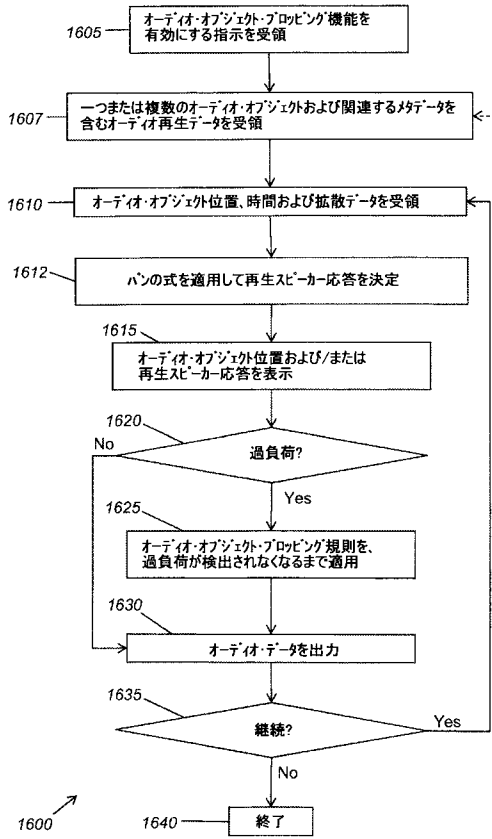 1605
オーディオ・オブジェクト・ブロッビング機能を
有効にする指示を受領
1607
一つまたは複数のオーディオ・オブジェクトおよび関連するメタデータを
含むオーディオ再生データを受領
1610
オーディオ・オブジェクト位置、時間および拡散データを受領
1612
パンの式を適用して再生スピーカー応答を決定
1615
オーディオ・オブジェクト位置および/または
再生スピーカー応答を表示
1620
過負荷?
No
Yes
1625
オーディオ・オブジェクト・ブロッビング規則を、
過負荷が検出されなくなるまで適用
1630
オーディオ・データを出力
1635
継続?
Yes
No
1600
1640
終了